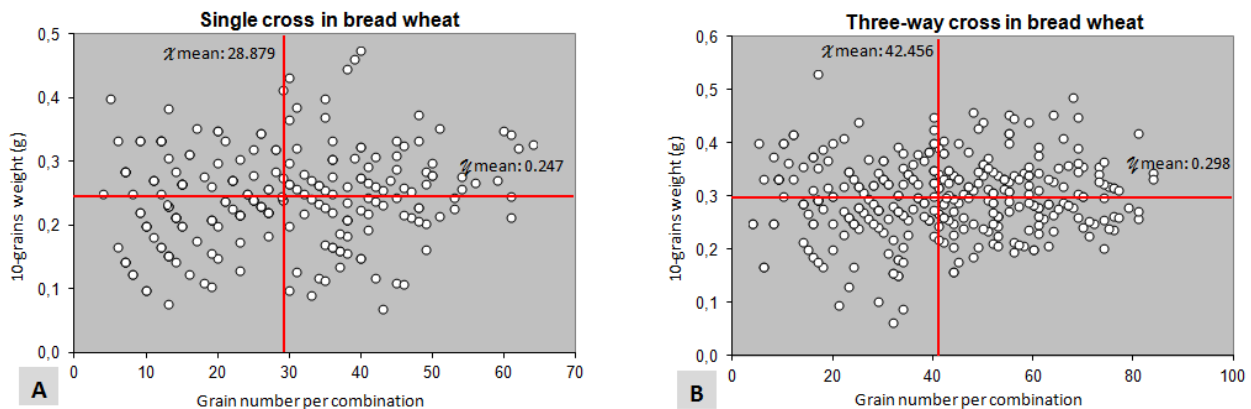 Single cross in bread wheat
0,5
0,4
0,3
0,2
0,1
0,0
10-grains weight (g)
𝓧 mean: 28.879
𝓨 mean: 0.247
0 10 20 30 40 50 60 70
Grain number per combination
A
Three-way cross in bread wheat
0,6
0,5
0,4
0,3
0,2
0,1
0,0
10-grains weight (g)
𝓧 mean: 42.456
𝓨 mean: 0.298
0 20 40 60 80 100
Grain number per combination
B